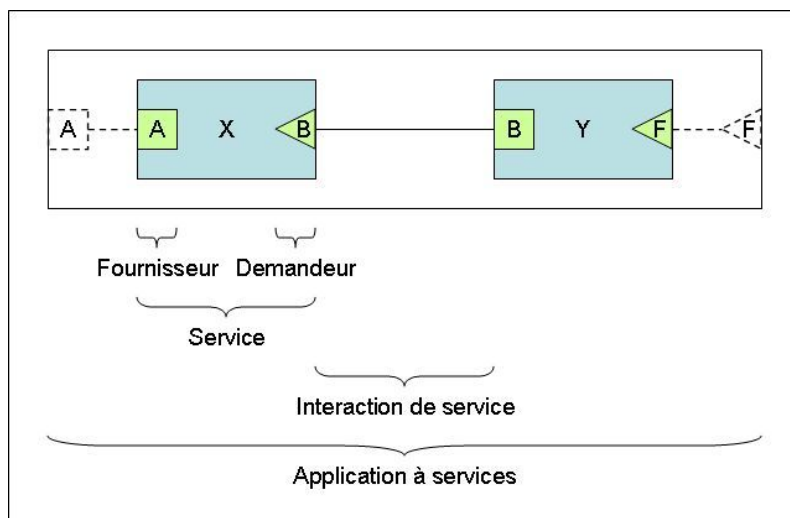 A A X B B Y F F
Fournisseur Demandeur
Service
Interaction de service
Application à services